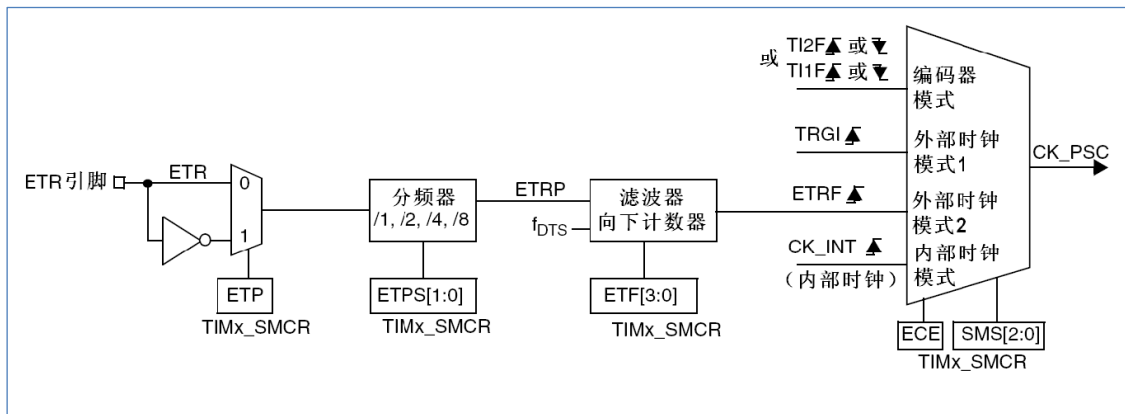 或 TI2F 或
TI1F 或
编码器
模式
TRGI
外部时钟
模式1
CK_PSC
ETR引脚
ETR
0
1
分频器
/1, /2, /4, /8
ETRP
fDTS
滤波器
向下计数器
ETRF
外部时钟
模式2
CK_INT
（内部时钟）
内部时钟
模式
ETP
TIMx_SMCR
ETPS[1:0]
TIMx_SMCR
ETF[3:0]
TIMx_SMCR
ECE
SMS[2:0]
TIMx_SMCR